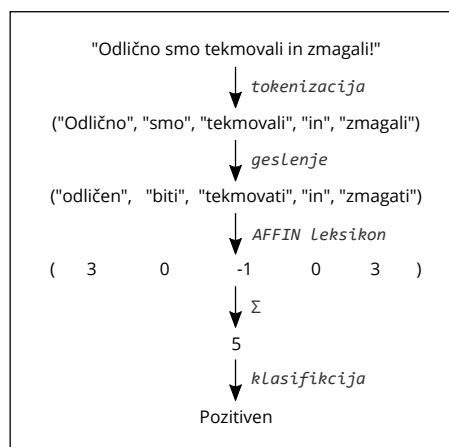 "Odlično smo tekmovali in zmagali!"
tokenizacija
("Odlično", "smo", "tekmovali", "in", "zmagali")
geslenje
("odličen", "biti", "tekmovati", "in", "zmagati")
AFFIN leksikon
( 3 0 -1 0 3 )
Σ
5
klasifikcija
Pozitiven